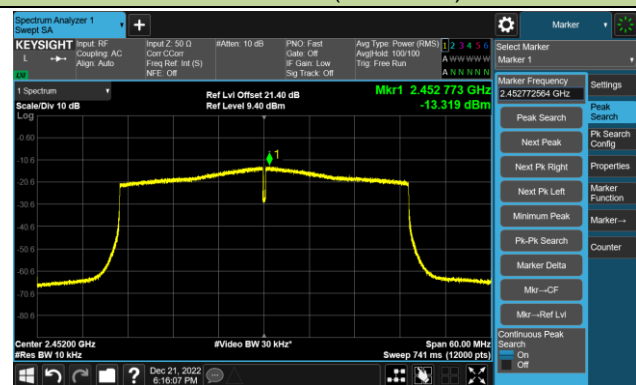 Spectrum Analyzer 1
Swept SA
+
Marker
KEYSIGHT
L
LW
Input: RF
Coupling: AC
Align: Auto
Input Z: 50 Ω
Corr CCorr
Freq Ref: Int (S)
NFE: Off
#Atten: 10 dB
PNO: Fast
Gate: Off
IF Gain: Low
Sig Track: Off
Avg Type: Power (RMS)
Avg|Hold: 100/100
Trig: Free Run
1 2 3 4 5 6
A W W W W W
A N N N N N
Select Marker
Marker 1
1 Spectrum
Scale/Div 10 dB
Log
Ref Lvl Offset 21.40 dB
Ref Level 9.40 dBm
Mkr1 2.452 773 GHz
-13.319 dBm
-0.60
-10.6
-20.6
-30.6
-40.6
-50.6
-60.6
-70.6
-80.6
1
Center 2.45200 GHz
#Res BW 10 kHz
#Video BW 30 kHz*
Span 60.00 MHz
Sweep 741 ms (12000 pts)
Marker Frequency
2.452772564 GHz
Peak Search
Next Peak
Next Pk Right
Next Pk Left
Minimum Peak
Pk-Pk Search
Marker Delta
Mkr→CF
Mkr→Ref Lvl
Continuous Peak
Search
On
Off
Settings
Peak
Search
Pk Search
Config
Properties
Marker
Function
Marker→
Counter
?
Dec 21, 2022
6:16:07 PM